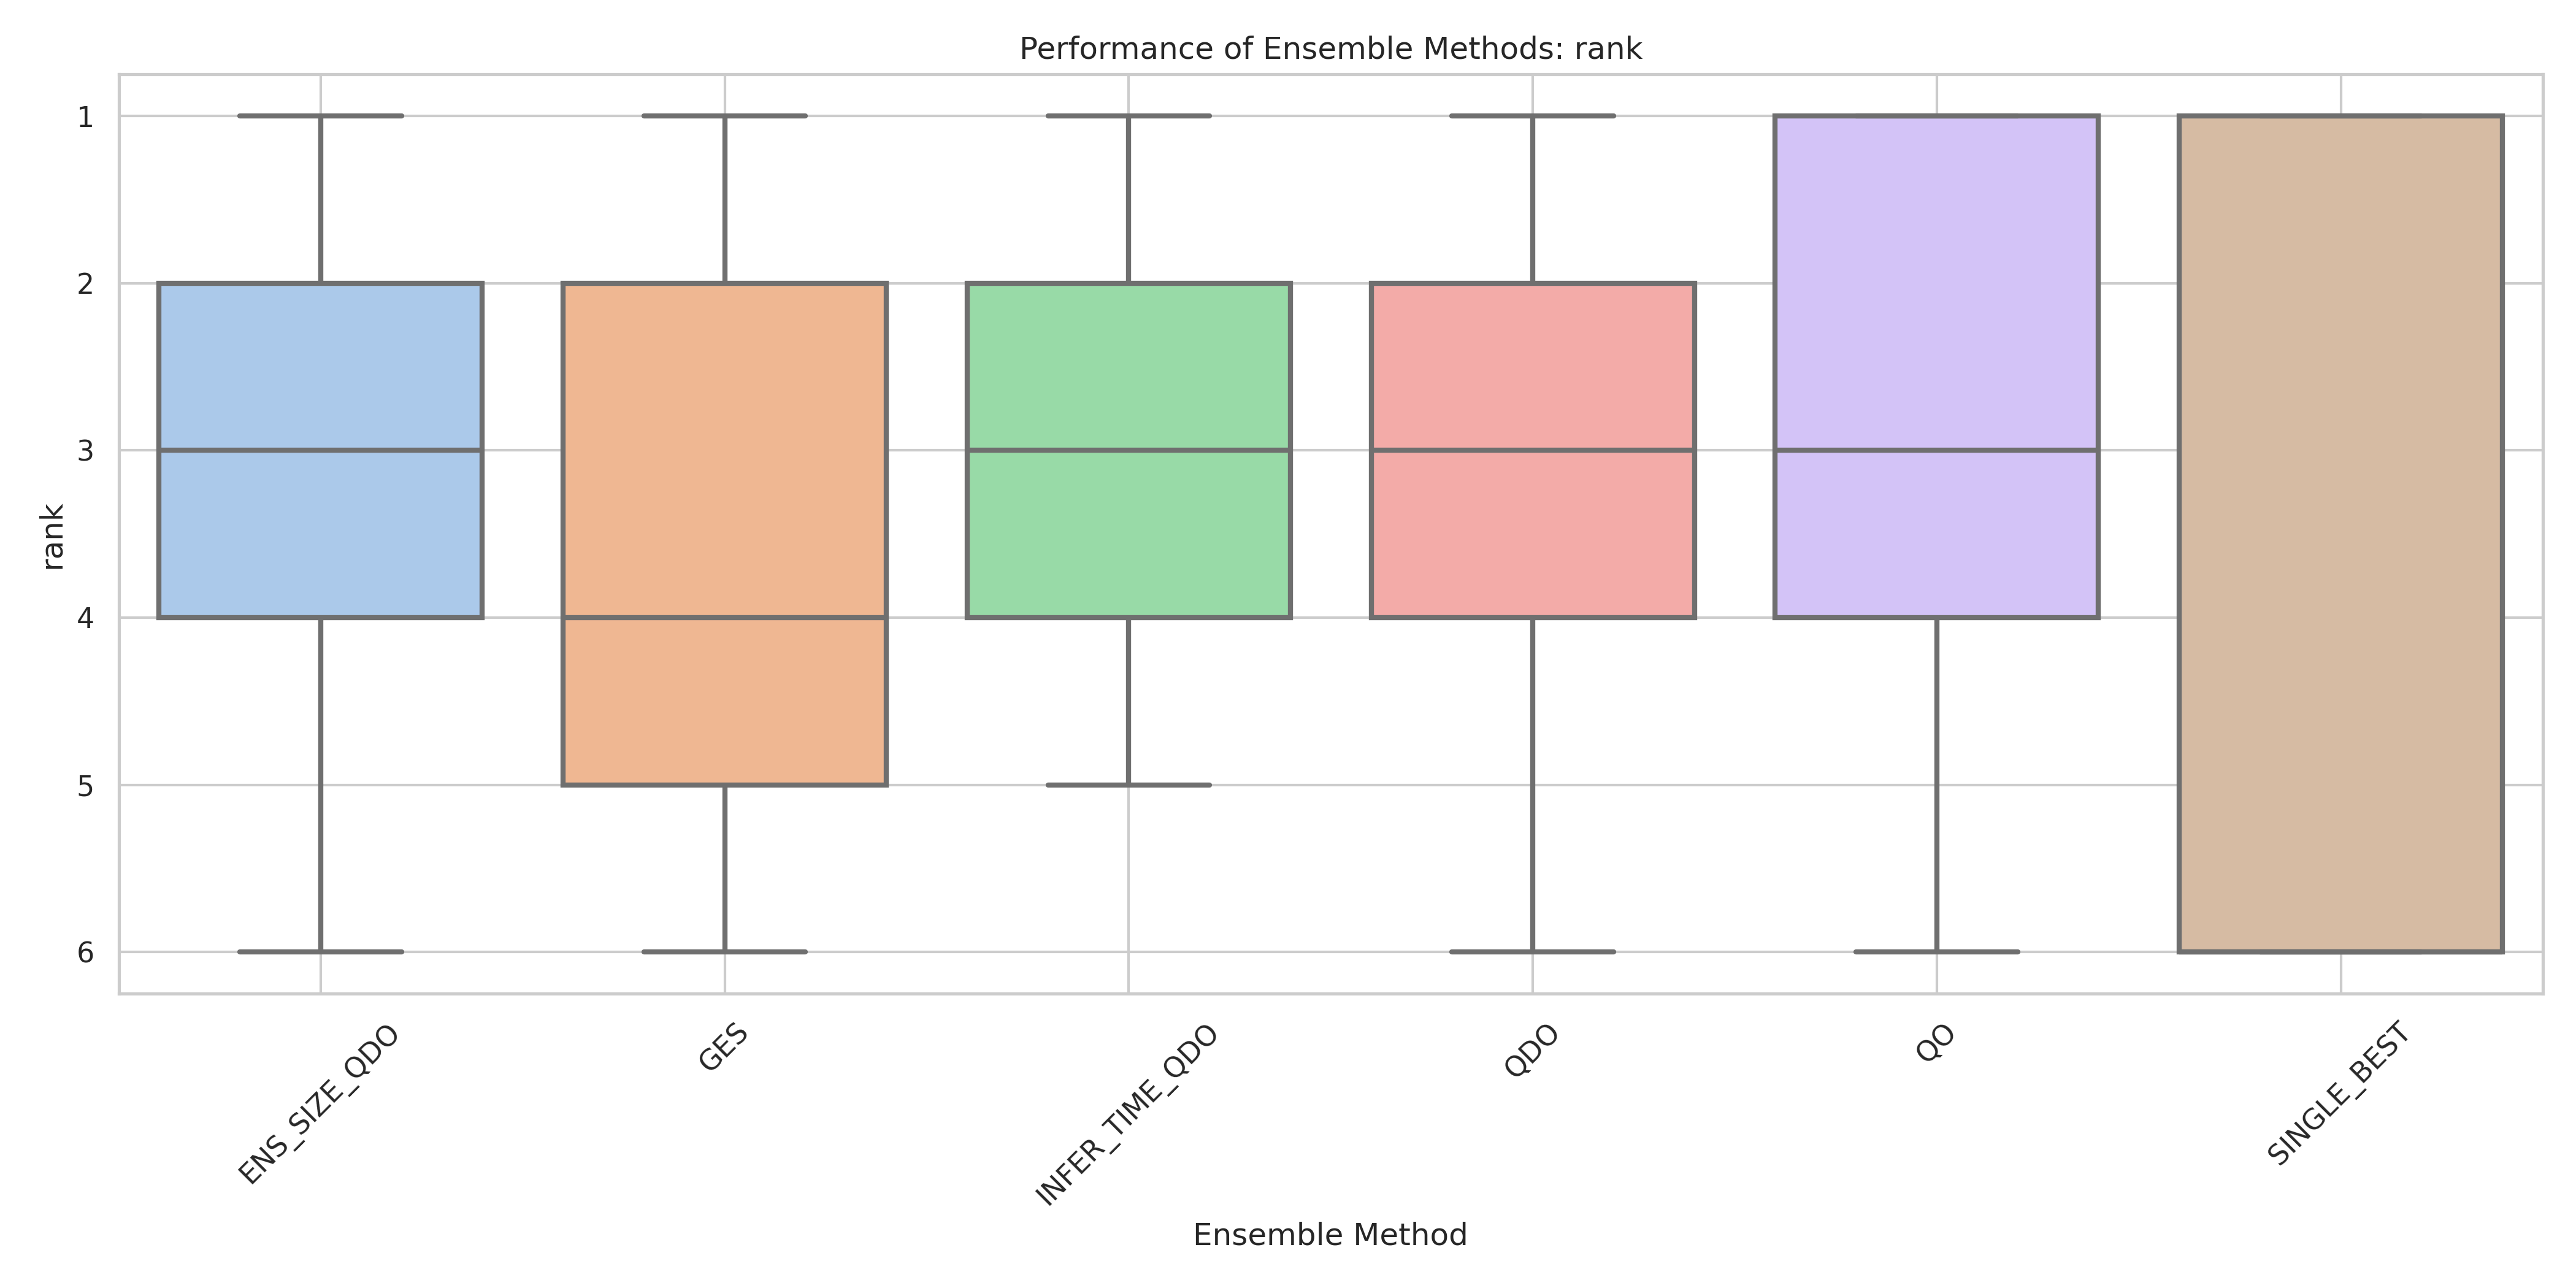 Performance of Ensemble Methods: rank
rank
1
2
3
4
5
6
ENS_SIZE_QDO
GES
INFER_TIME_QDO
QDO
QO
SINGLE_BEST
Ensemble Method